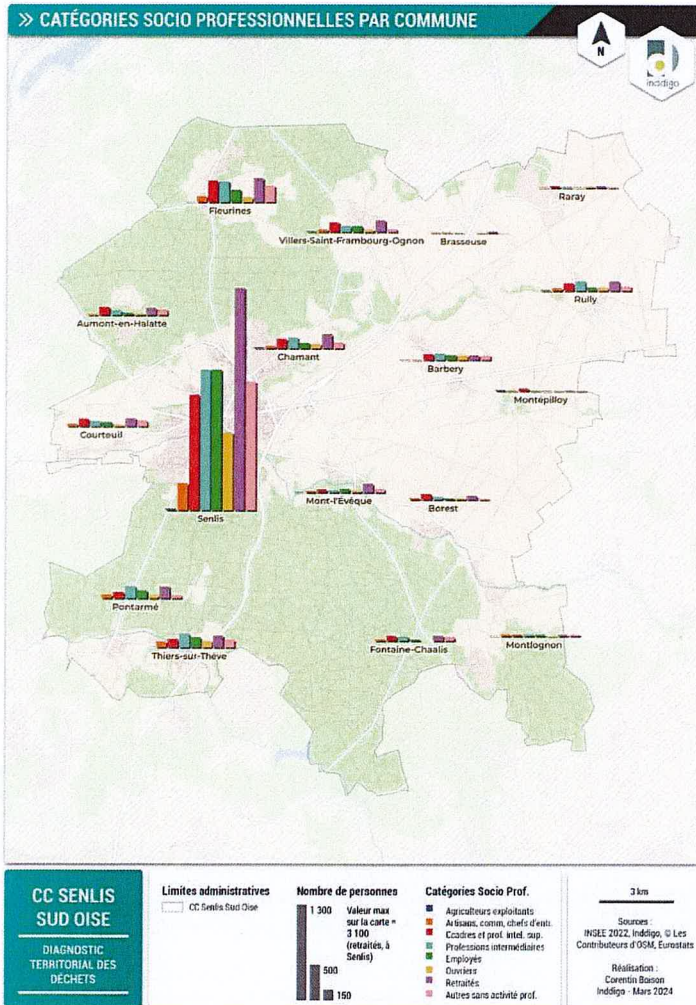 >> CATÉGORIES SOCIO PROFESSIONNELLES PAR COMMUNE
N
inddigo
Raray
Fleurines
Villers-Saint-Frambourg-Ognon
Brasseuse
Rully
Aumont-en-Halatte
Chamant
Barbery
Montépilloy
Courteuil
Mont-l'Évêque
Borest
Senlis
Pontarmé
Thiers-sur-Thève
Fontaine-Chaalis
Montlognon
CC SENLIS
SUD OISE
DIAGNOSTIC
TERRITORIAL DES
DÉCHETS
Limites administratives
CC Senlis Sud Oise
Nombre de personnes
1 300
500
150
Valeur max
sur la carte =
3 100
(retraités, à
Senlis)
Catégories Socio Prof.
Agriculteurs exploitants
Artisans, comm, chefs d'entr.
Ccadres et prof. intel. sup.
Professions intermédiaires
Employés
Ouvriers
Retraités
Autres sans activité prof.
3 km
Sources :
INSEE 2022, Inddigo, © Les
Contributeurs d'OSM, Eurostats
Réalisation :
Corentin Boison
Inddigo - Mars 2024